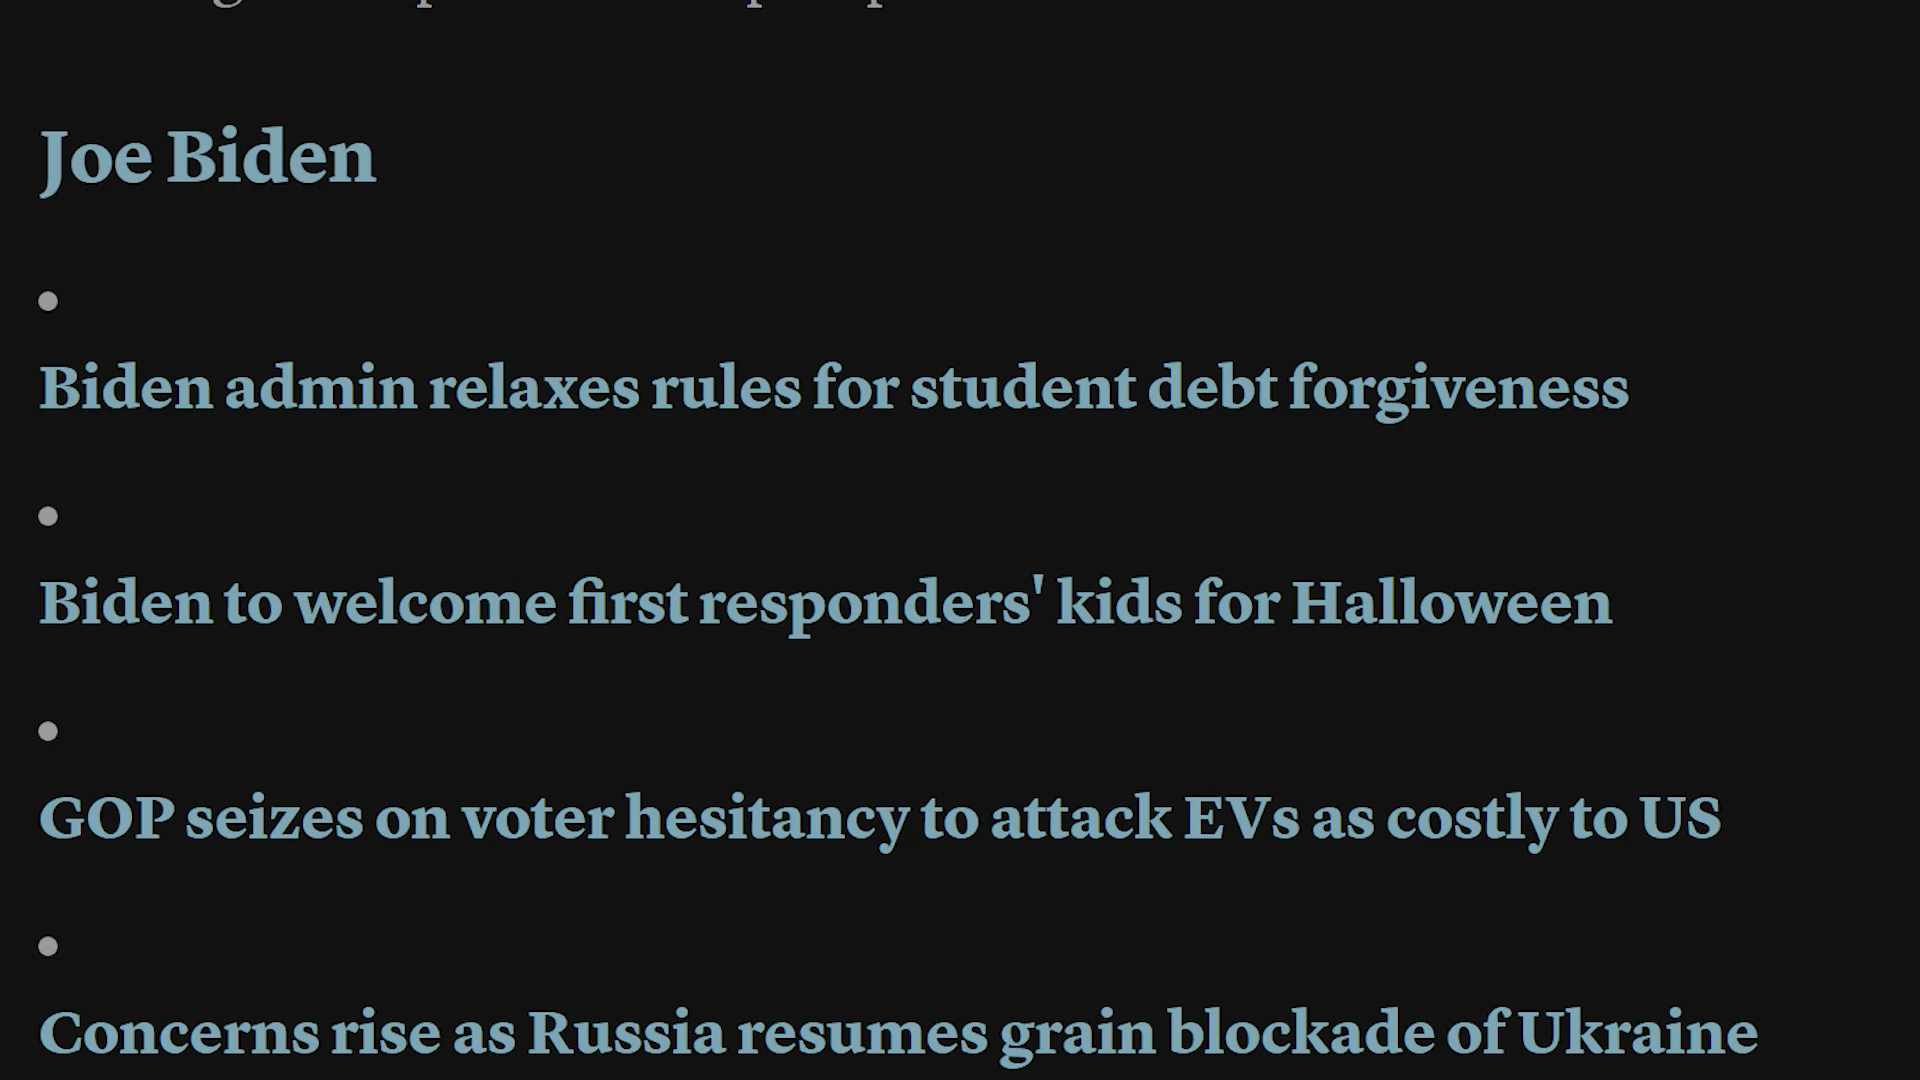 Joe Biden
Biden admin relaxes rules for student debt forgiveness
Biden to welcome first responders' kids for Halloween
GOP seizes on voter hesitancy to attack EVs as costly to US
Concerns rise as Russia resumes grain blockade of Ukraine